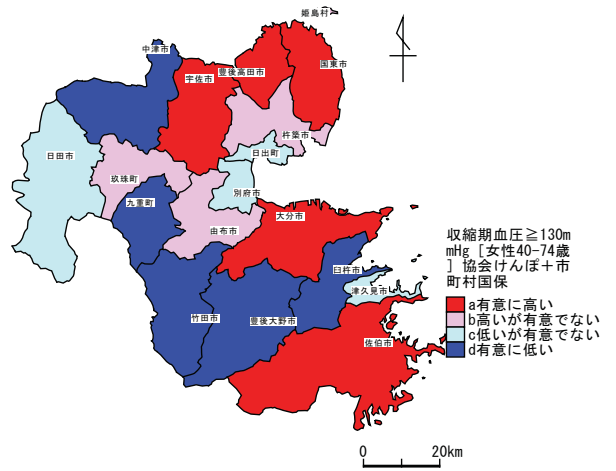 姫島村
中津市
国東市
豊後高田市
宇佐市
杵築市
日田市
日出町
玖珠町
別府市
九重町
大分市
由布市
臼杵市
津久見市
竹田市
豊後大野市
佐伯市
収縮期血圧≧130m
mHg [女性40-74歳
] 協会けんぽ＋市
町村国保
a有意に高い
b高いが有意でない
c低いが有意でない
d有意に低い
0 20km